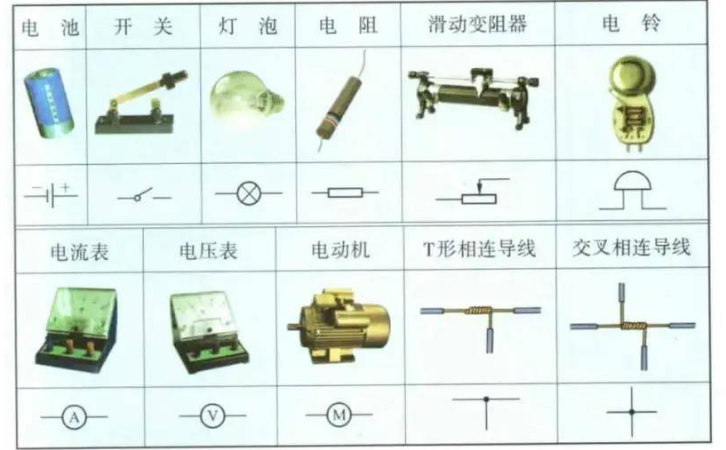 电 池 开 关 灯 泡 电 阻 滑动变阻器 电 铃
− +
电流表 电压表 电动机 T形相连导线 交叉相连导线
A V M